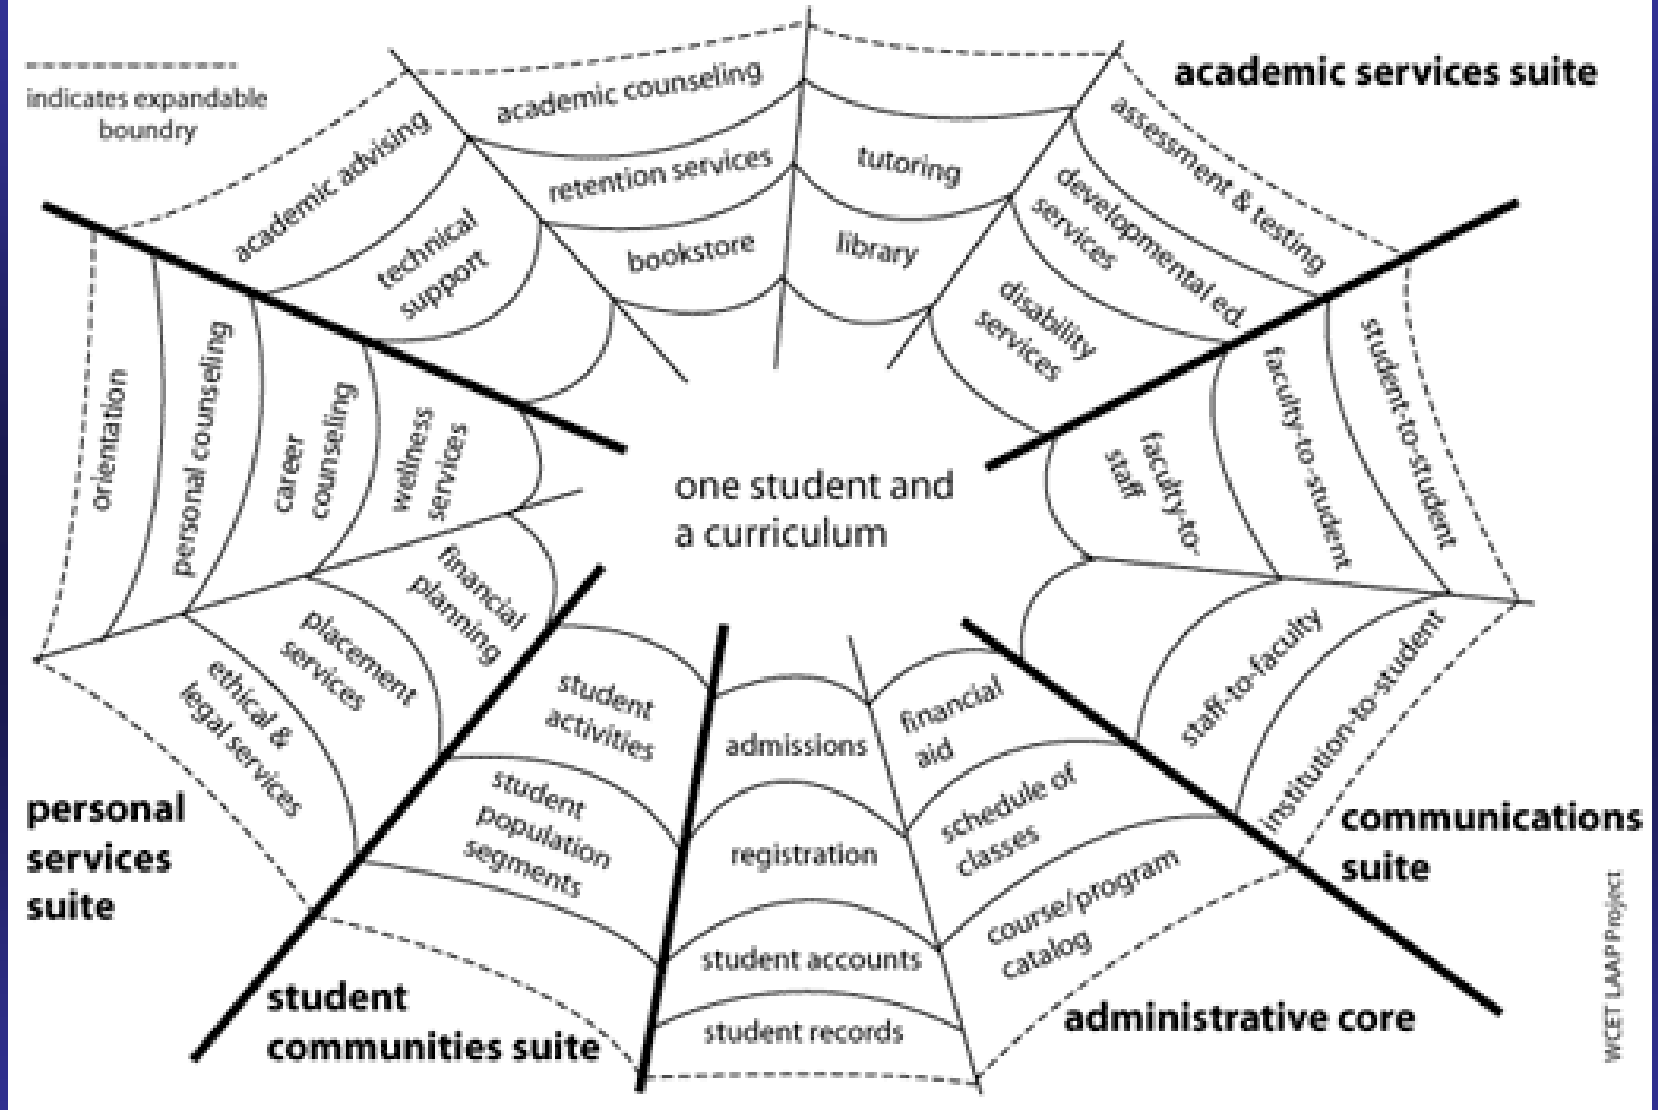 indicates expandable
boundry
academic services suite
academic advising
technical
support
academic counseling
retention services
bookstore
tutoring
library
assessment & testing
developmental ed.
services
disability
services
orientation
personal counseling
career
counseling
wellness
services
financial
planning
placement
services
ethical &
legal services
one student and
a curriculum
faculty-to-
staff
faculty-to-student
student-to-student
staff-to-faculty
institution-to-student
student
activities
student
population
segments
admissions
registration
student accounts
student records
financial
aid
schedule of
classes
course/program
catalog
personal
services
suite
student
communities suite
administrative core
communications
suite
WCET LAAP Project